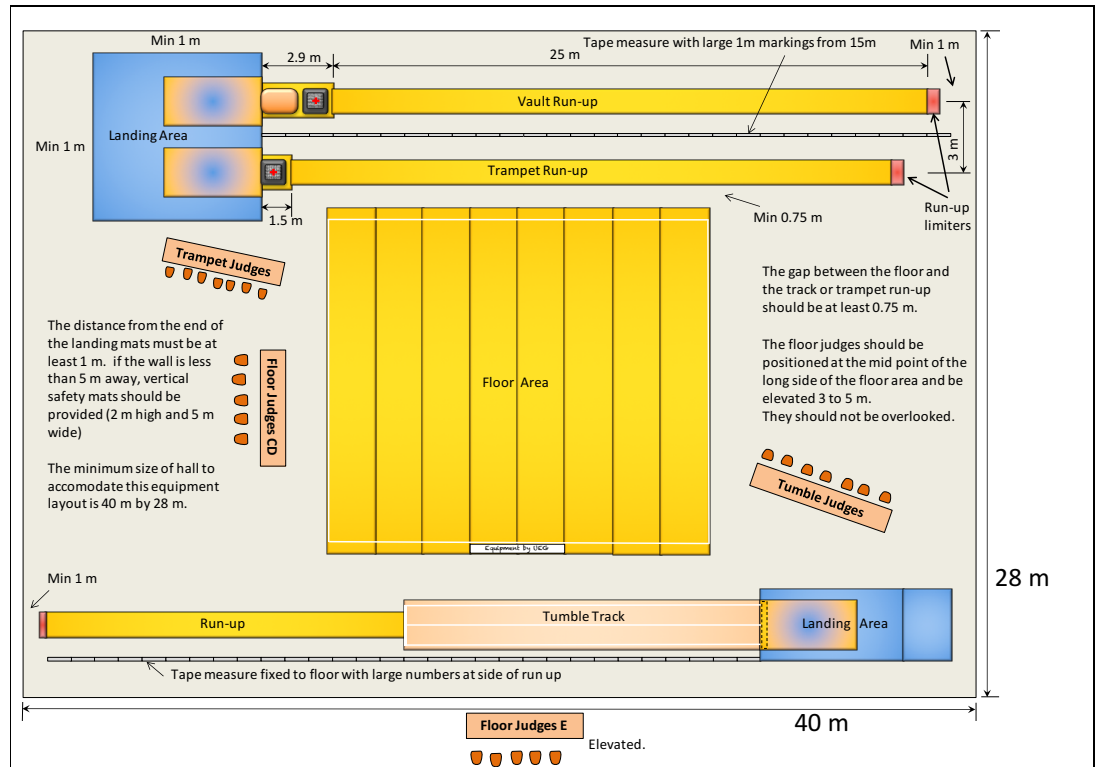 Min 1 m
2.9 m
25 m
Tape measure with large 1m markings from 15m
Min 1 m
Vault Run-up
Landing Area
Min 1 m
3 m
Trampet Run-up
1.5 m
Min 0.75 m
Run-up
limiters
Trampet Judges
The gap between the floor and
the track or trampet run-up
should be at least 0.75 m.
The distance from the end of
the landing mats must be at
least 1 m.  if the wall is less
than 5 m away, vertical
safety mats should be
provided (2 m high and 5 m
wide)
Floor Judges CD
Floor Area
The floor judges should be
positioned at the mid point of the
long side of the floor area and be
elevated 3 to 5 m.
They should not be overlooked.
The minimum size of hall to
accomodate this equipment
layout is 40 m by 28 m.
Tumble Judges
Equipment by UEG
Min 1 m
28 m
Run-up
Tumble Track
Landing Area
Tape measure fixed to floor with large numbers at side of run up
40 m
Floor Judges E
Elevated.